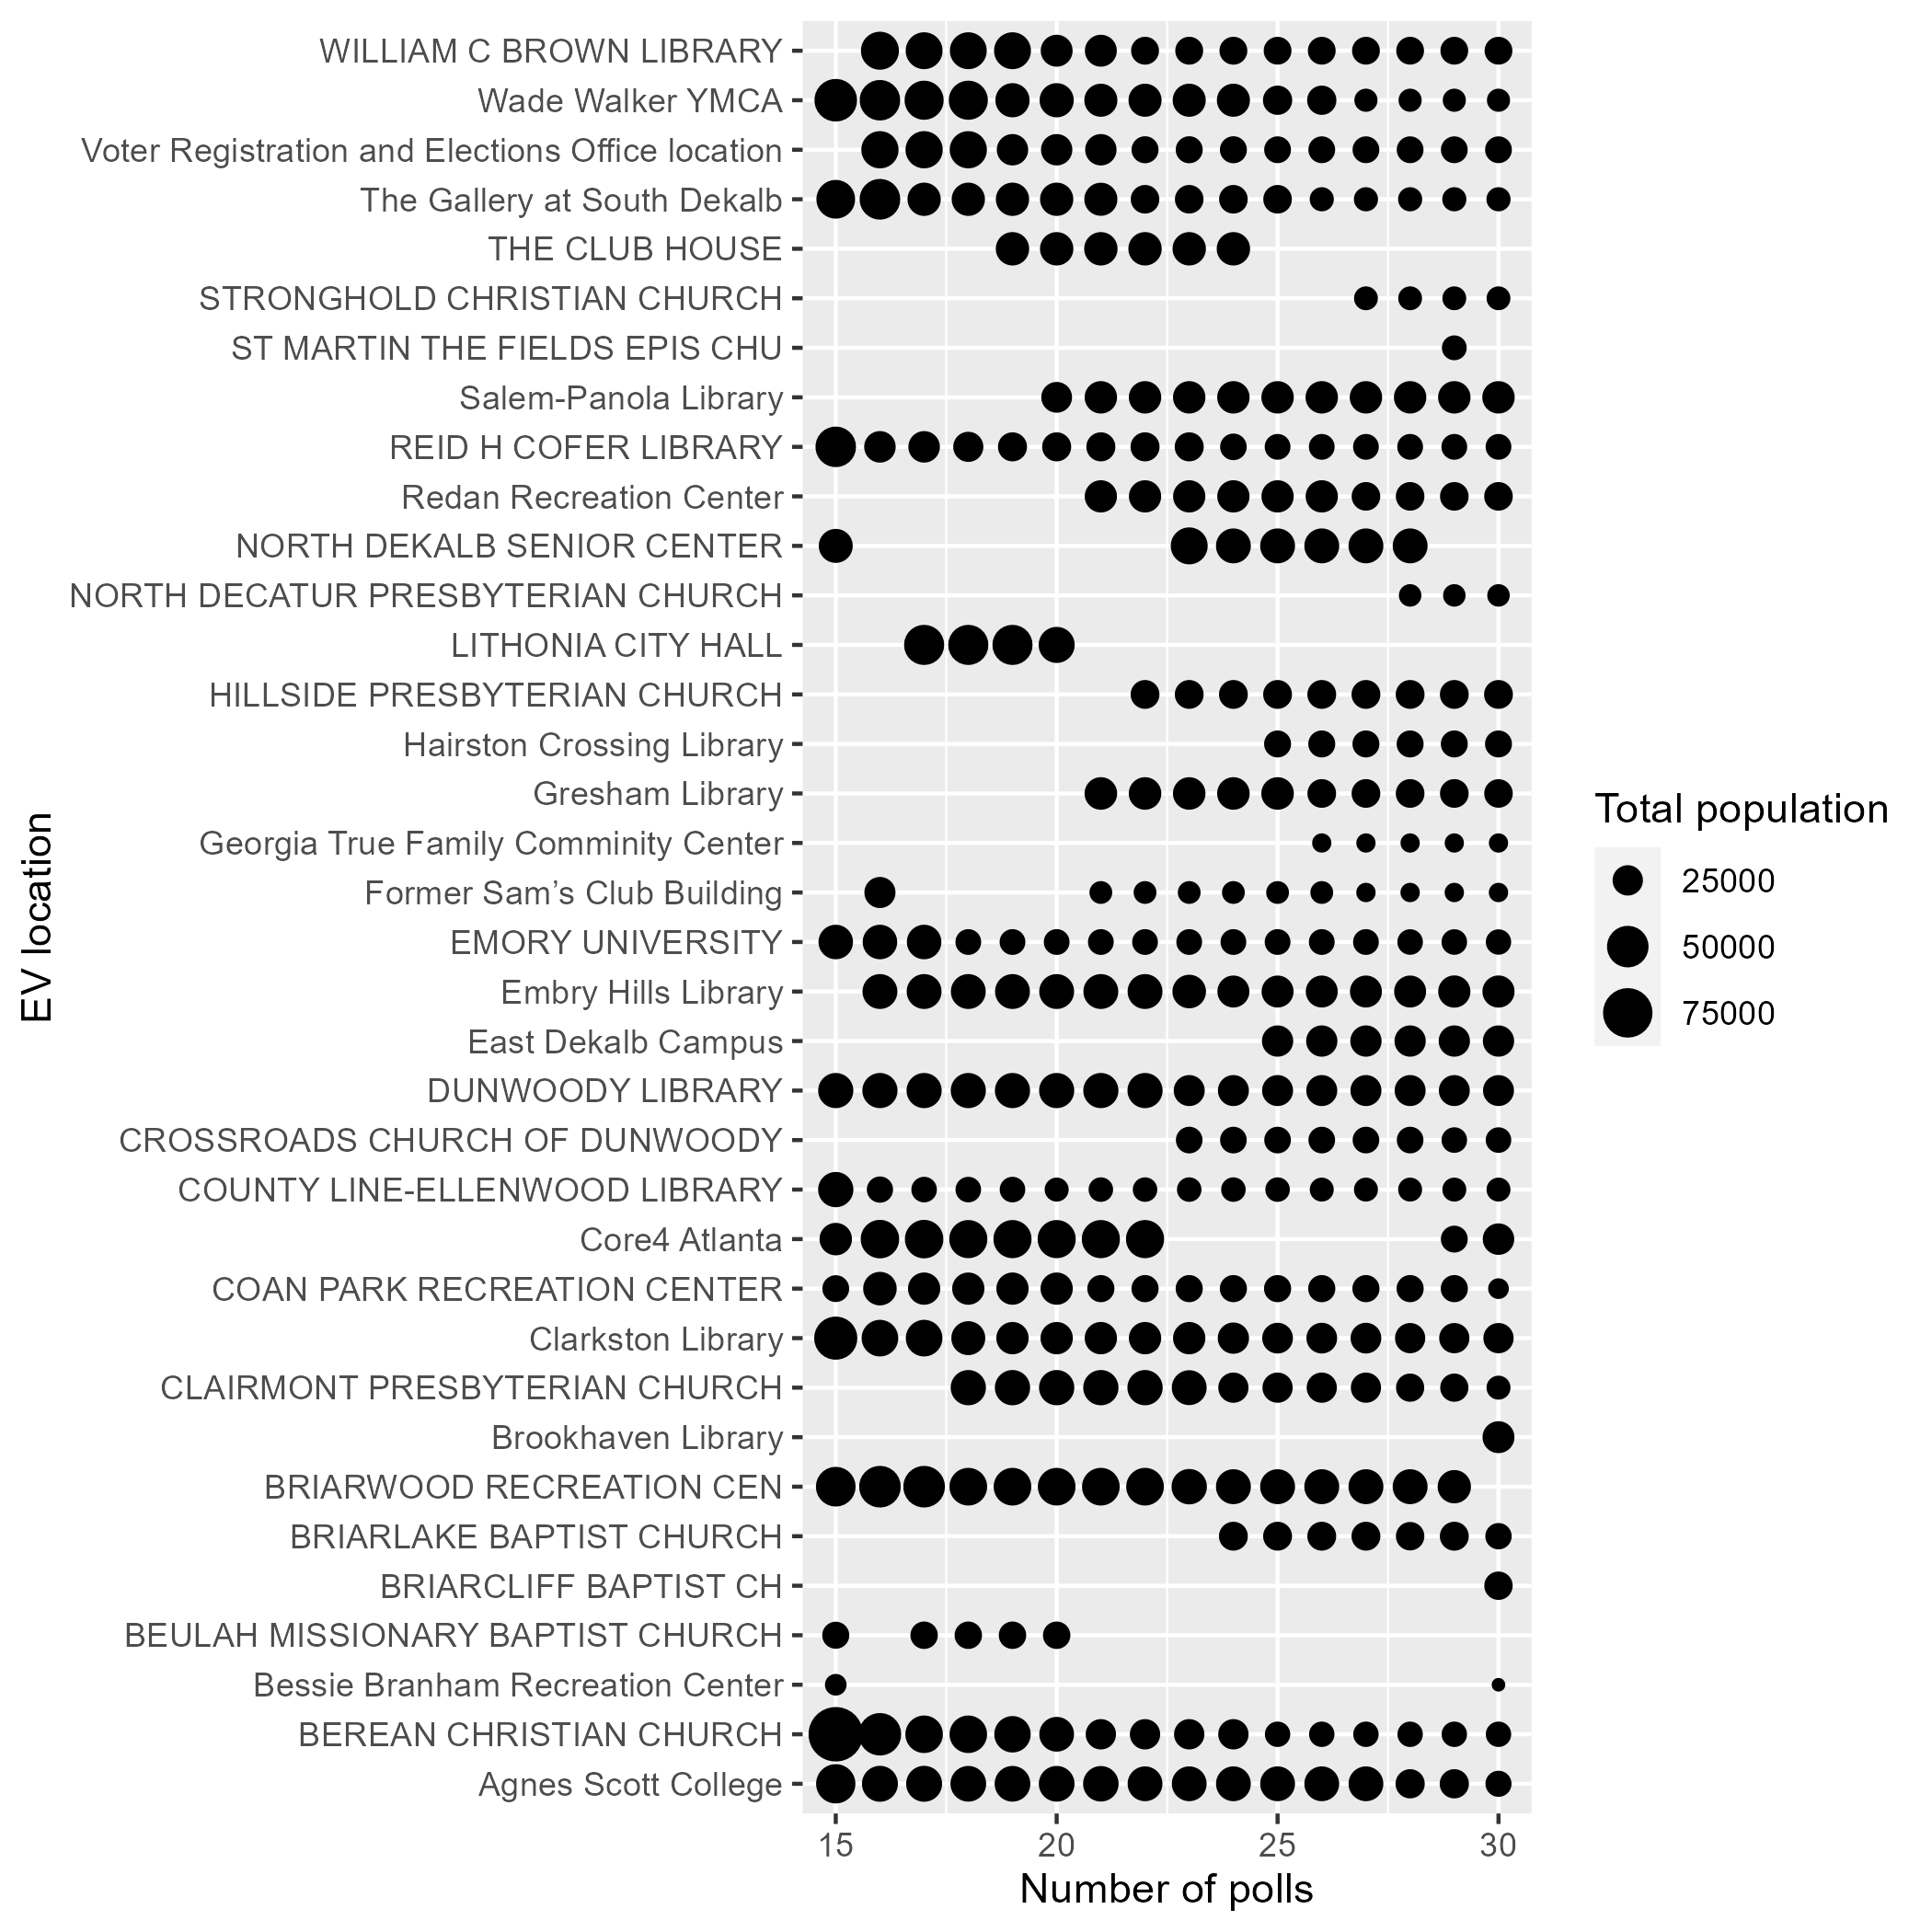 WILLIAM C BROWN LIBRARY
Wade Walker YMCA
Voter Registration and Elections Office location
The Gallery at South Dekalb
THE CLUB HOUSE
STRONGHOLD CHRISTIAN CHURCH
ST MARTIN THE FIELDS EPIS CHU
Salem-Panola Library
REID H COFER LIBRARY
Redan Recreation Center
NORTH DEKALB SENIOR CENTER
NORTH DECATUR PRESBYTERIAN CHURCH
LITHONIA CITY HALL
HILLSIDE PRESBYTERIAN CHURCH
Hairston Crossing Library
Gresham Library
Georgia True Family Comminity Center
Former Sam’s Club Building
EMORY UNIVERSITY
Embry Hills Library
East Dekalb Campus
DUNWOODY LIBRARY
CROSSROADS CHURCH OF DUNWOODY
COUNTY LINE-ELLENWOOD LIBRARY
Core4 Atlanta
COAN PARK RECREATION CENTER
Clarkston Library
CLAIRMONT PRESBYTERIAN CHURCH
Brookhaven Library
BRIARWOOD RECREATION CEN
BRIARLAKE BAPTIST CHURCH
BRIARCLIFF BAPTIST CH
BEULAH MISSIONARY BAPTIST CHURCH
Bessie Branham Recreation Center
BEREAN CHRISTIAN CHURCH
Agnes Scott College
EV location
15 20 25 30
Number of polls
Total population
25000
50000
75000